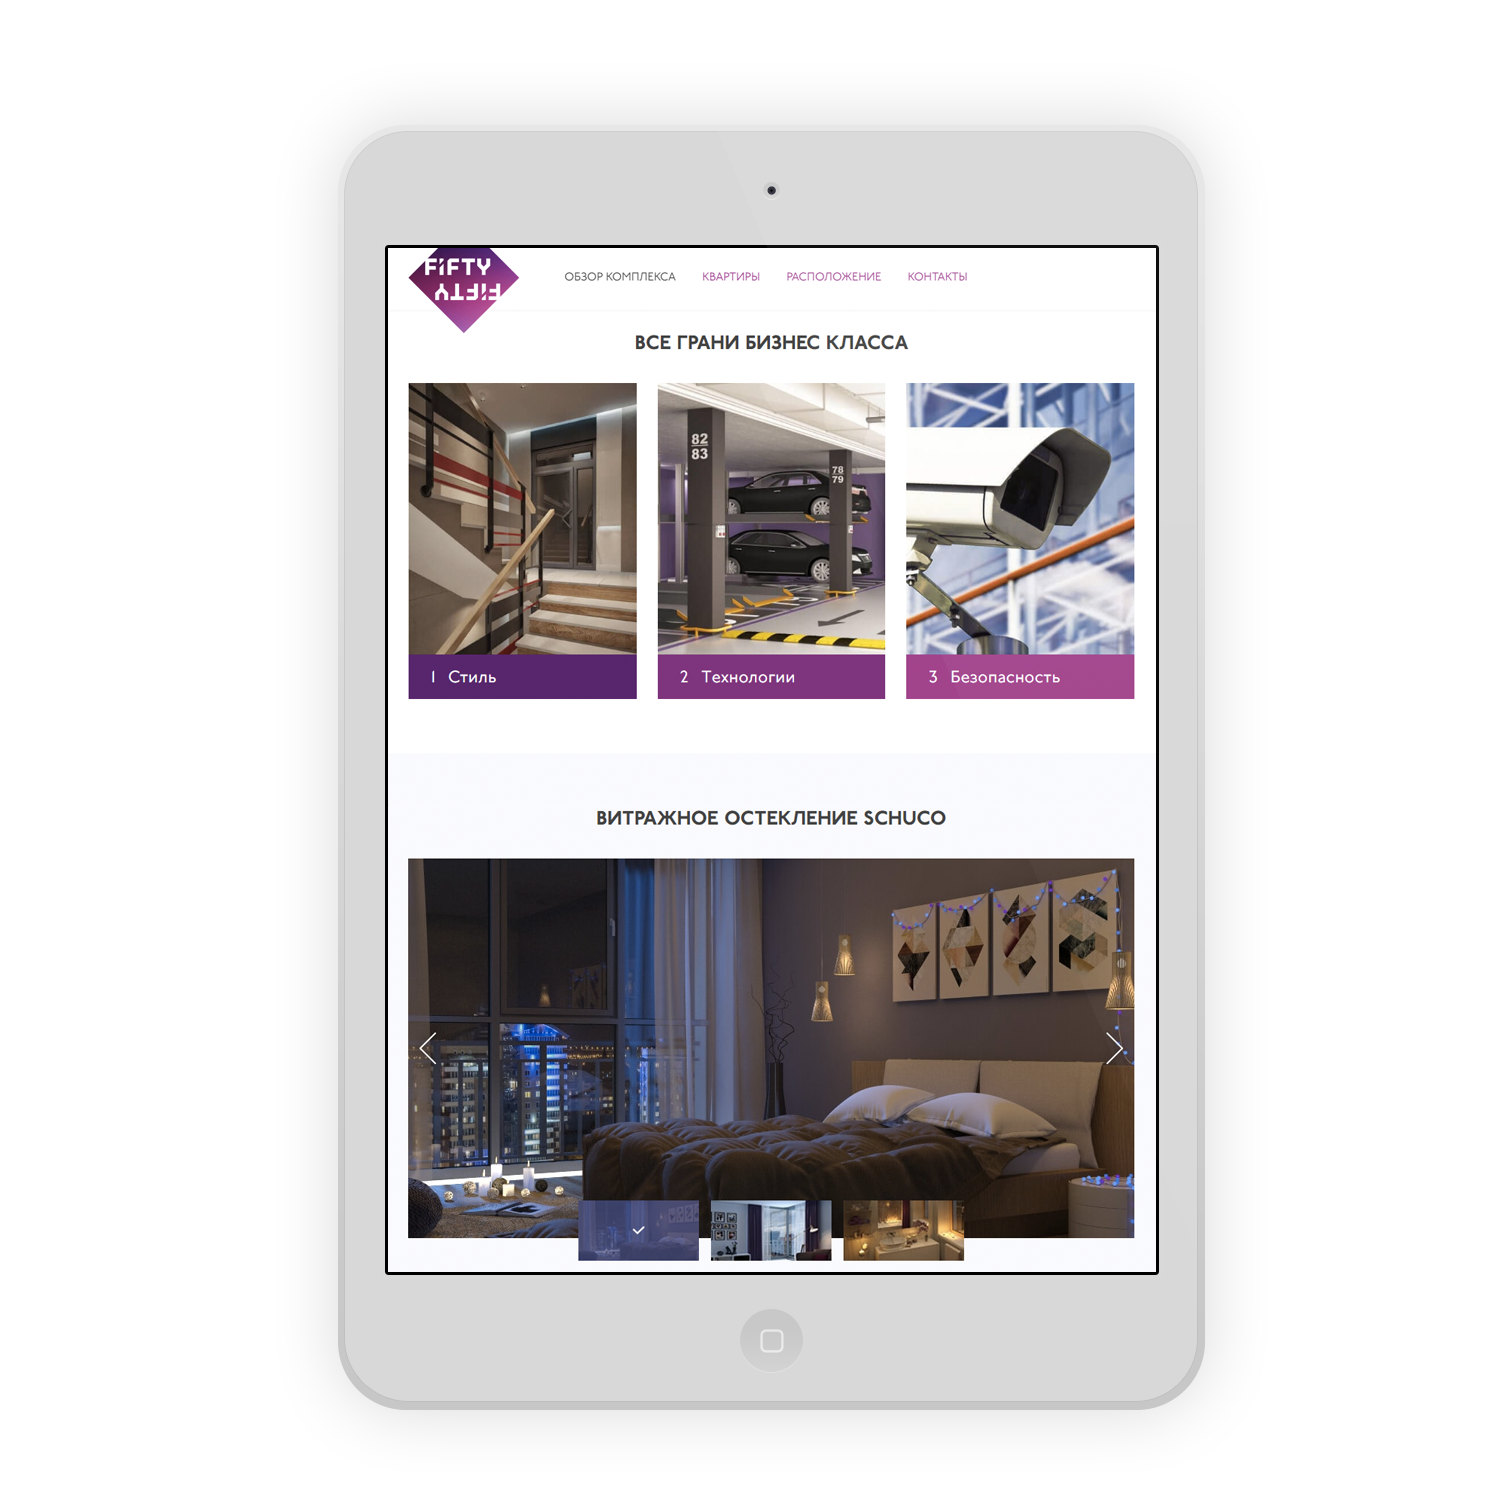 FiFTY
FiFTY
ОБЗОР КОМПЛЕКСА КВАРТИРЫ РАСПОЛОЖЕНИЕ КОНТАКТЫ
ВСЕ ГРАНИ БИЗНЕС КЛАССА
82
83
78
79
1 Стиль
2 Технологии
3 Безопасность
ВИТРАЖНОЕ ОСТЕКЛЕНИЕ SCHUCO